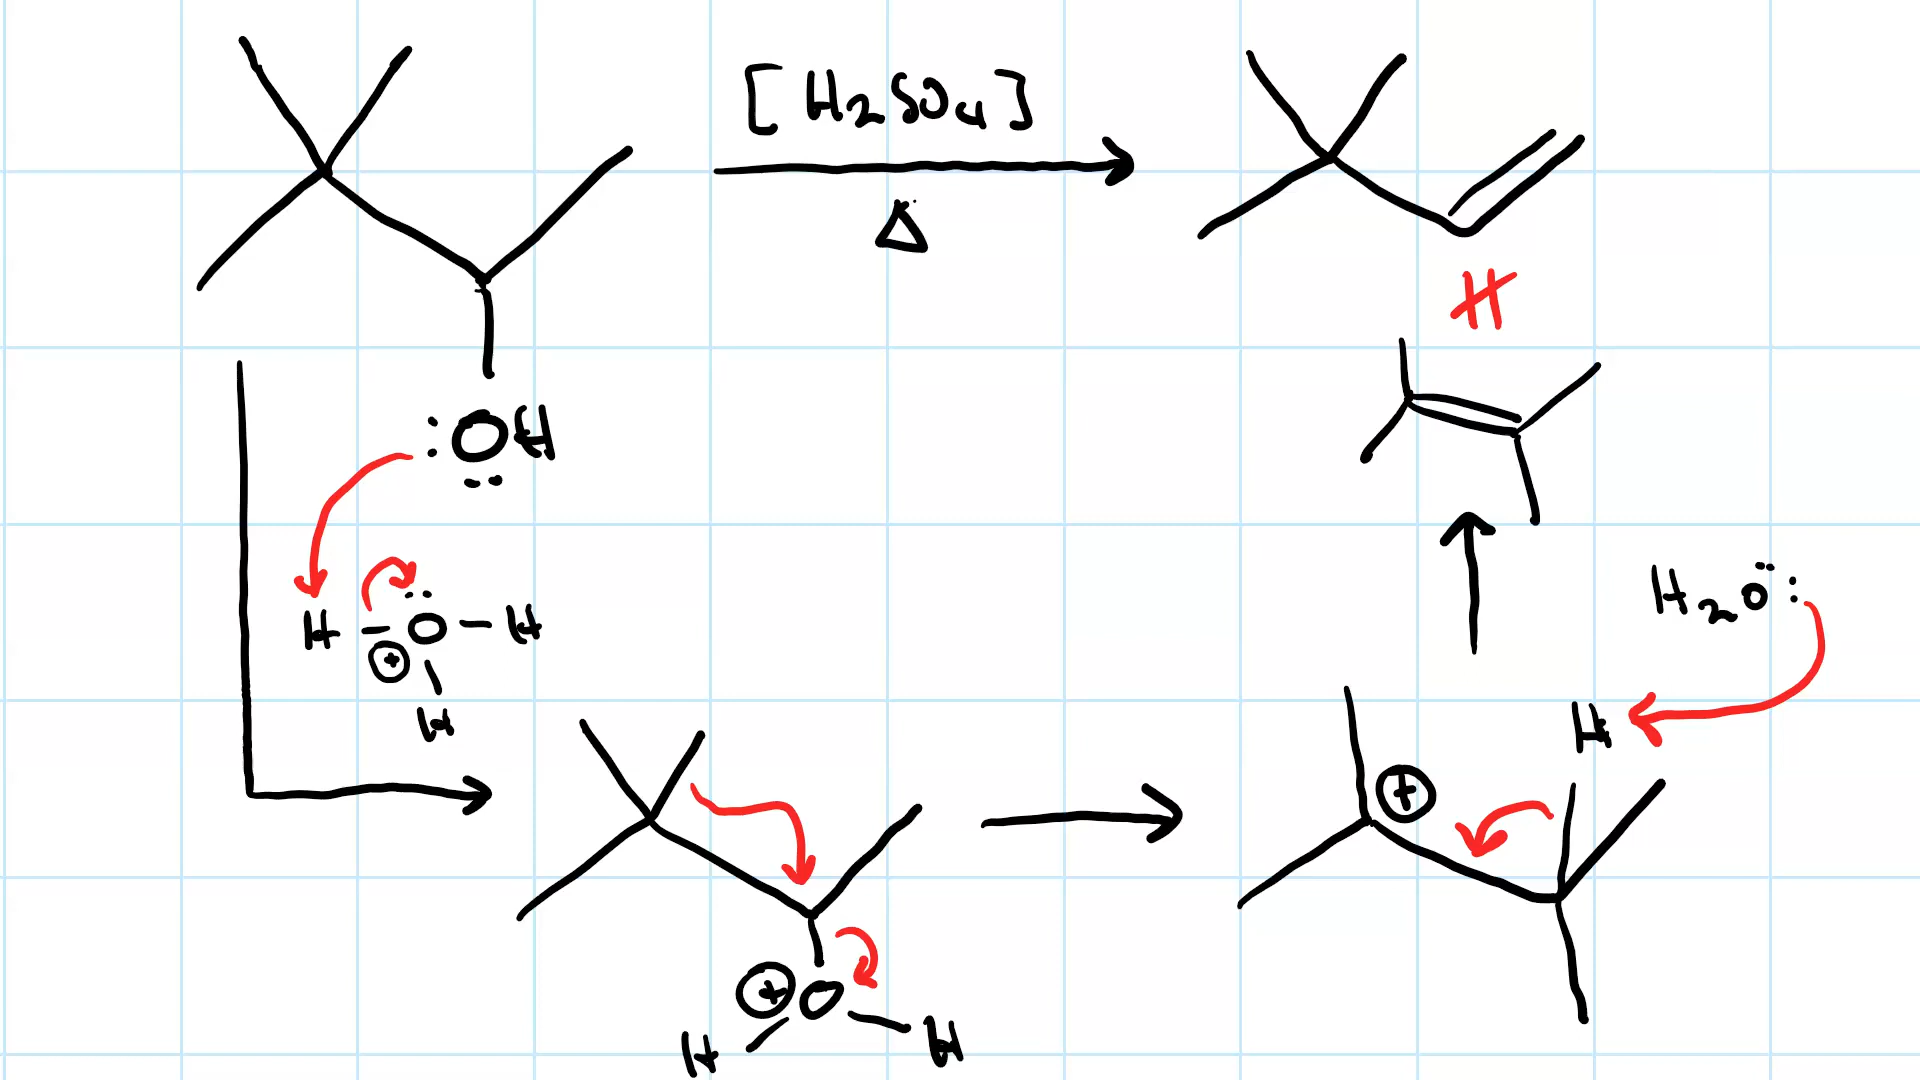 [H₂SO₄]
Δ
H
:OH
H – O – H
⊕
H
H₂O:
H
⊕
⊕ O
H H